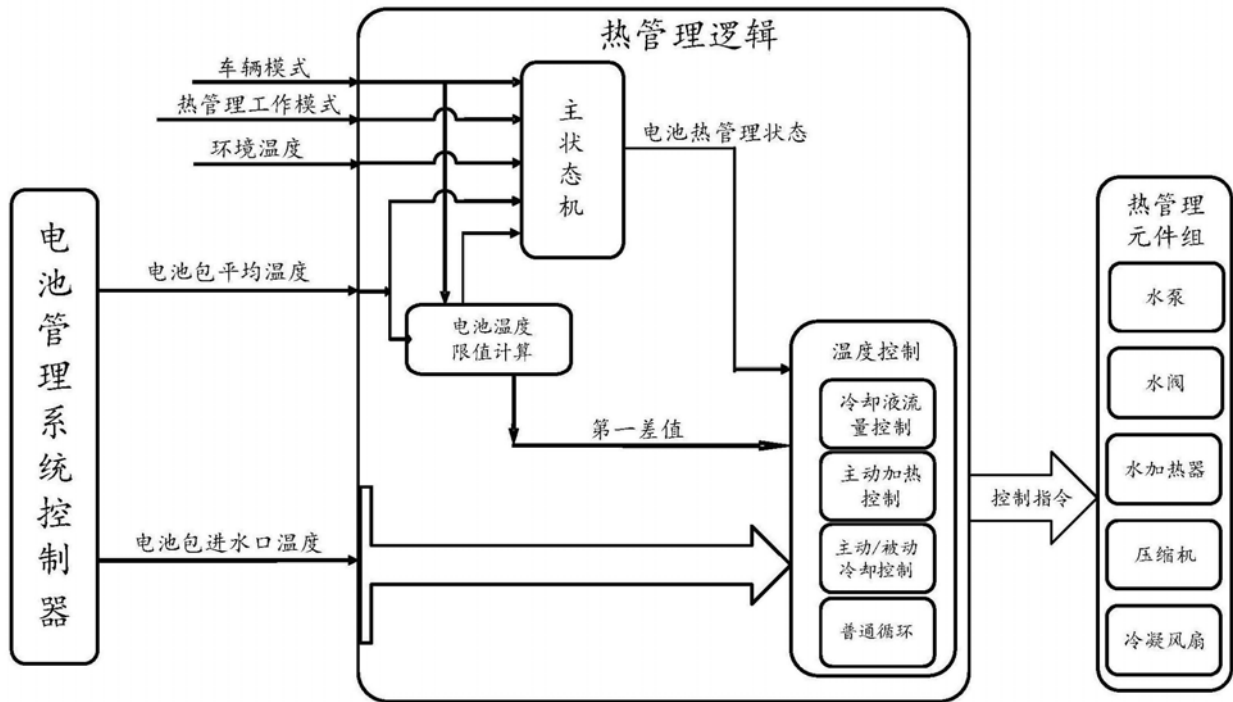 热管理逻辑
车辆模式
热管理工作模式
环境温度
主状态机
电池热管理状态
电池管理系统控制器
电池包平均温度
电池温度
限值计算
第一差值
电池包进水口温度
温度控制
冷却液流
量控制
主动加热
控制
主动/被动
冷却控制
普通循环
控制指令
热管理
元件组
水泵
水阀
水加热器
压缩机
冷凝风扇